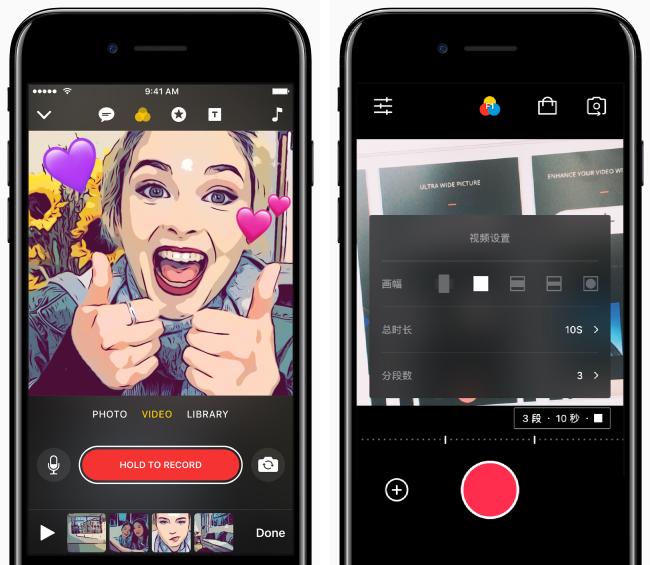 9:41 AM
T
PHOTO VIDEO LIBRARY
HOLD TO RECORD
Done
F1
ULTRA WIDE PICTURE
ENHANCE YOUR VIDEO W
视频设置
画幅
总时长 10S
分段数 3
3 段 · 10 秒 ·